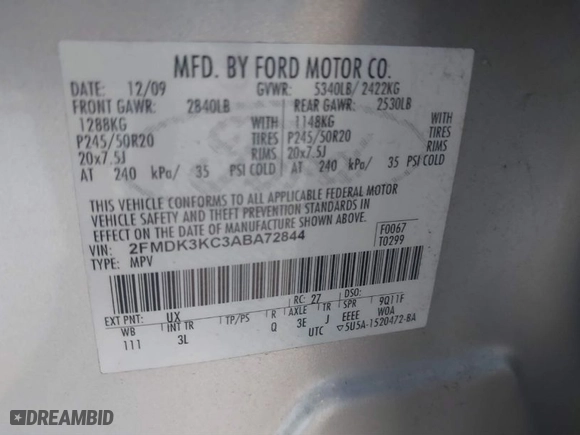 MFD. BY FORD MOTOR CO.
DATE: 12/09 GVWR: 5340LB/ 2422KG
FRONT GAWR: 2840LB REAR GAWR: 2530LB
1288KG WITH 1148KG WITH
P245/50R20 TIRES P245/50R20 TIRES
20x7.5J RIMS 20x7.5J RIMS
AT 240 kPa/ 35 PSI COLD AT 240 kPa/ 35 PSI COLD
THIS VEHICLE CONFORMS TO ALL APPLICABLE FEDERAL MOTOR
VEHICLE SAFETY AND THEFT PREVENTION STANDARDS
IN EFFECT ON THE DATE OF MANUFACTURE SHOWN ABOVE.
VIN: 2FMDK3KC3ABA72844 F0067
TYPE: MPV T0299
EXT PNT: UX RC: 27 DSO:
WB INT TR TP/PS R AXLE TR SPR 9Q11F
111 3L Q 3E J EEEE W0A
UTC ▽5U5A-1520472-BA
DREAMBID